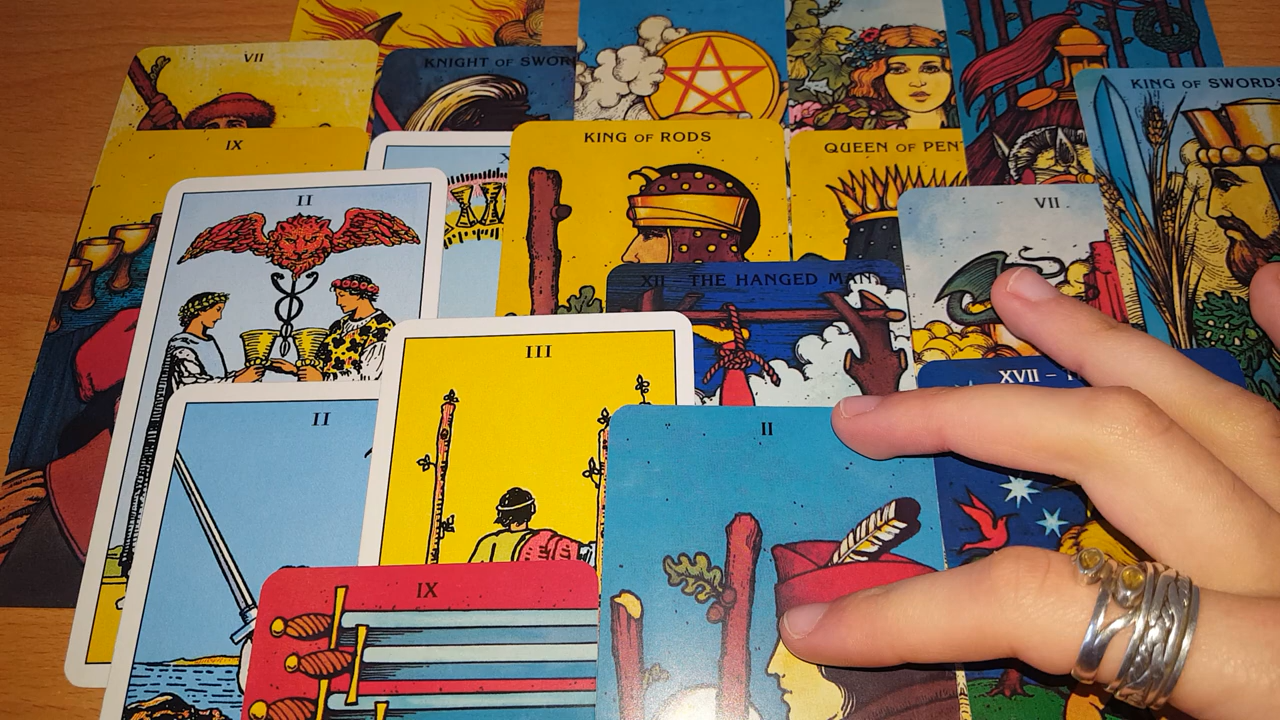 VII
KNIGHT OF SWOR
KING OF SWORDS
IX
KING OF RODS
QUEEN OF PEN
X
II
VII
XII - THE HANGED MAN
III
XVII - T
II
II
IX